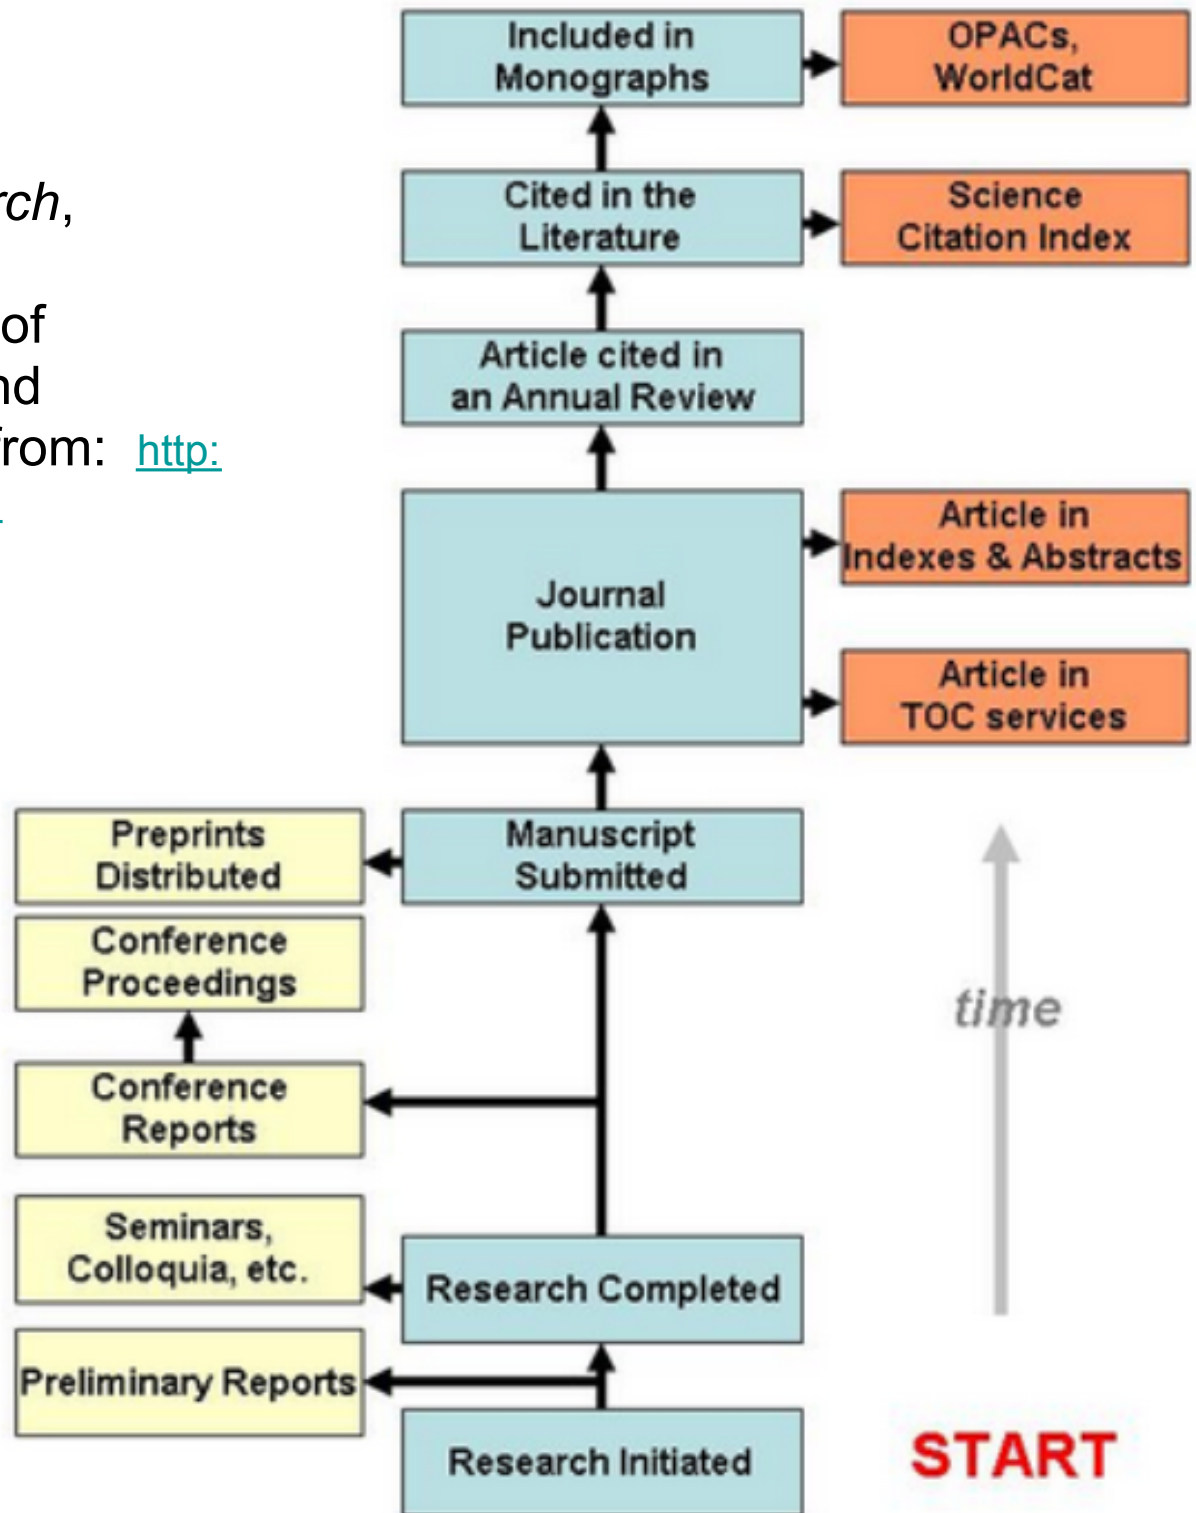 rch,
of
nd
from: http:
Included in
Monographs
OPACs,
WorldCat
Cited in the
Literature
Science
Citation Index
Article cited in
an Annual Review
Journal
Publication
Article in
Indexes & Abstracts
Article in
TOC services
Preprints
Distributed
Manuscript
Submitted
Conference
Proceedings
time
Conference
Reports
Seminars,
Colloquia, etc.
Research Completed
Preliminary Reports
Research Initiated
START